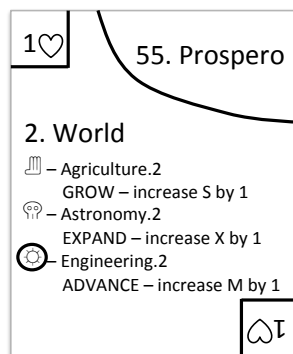 1♡
55. Prospero
2. World
– Agriculture.2
GROW – increase S by 1
– Astronomy.2
EXPAND – increase X by 1
– Engineering.2
ADVANCE – increase M by 1
1♡